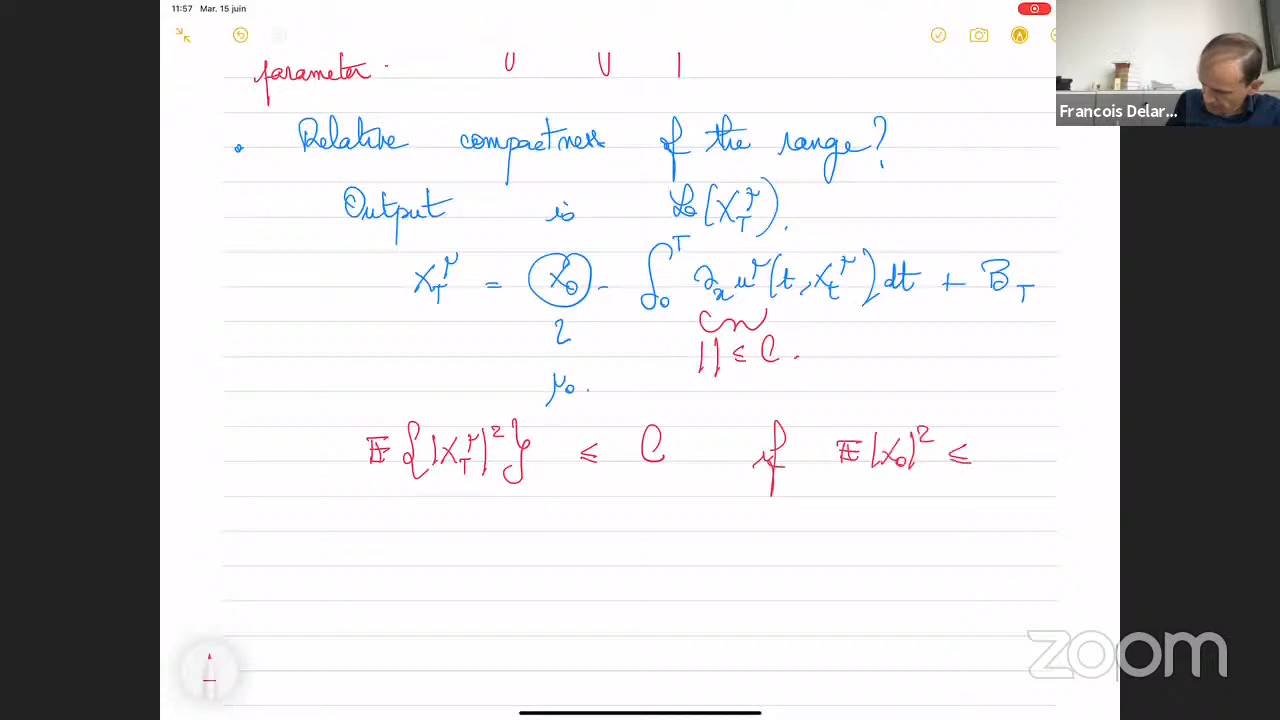 11:57 Mar. 15 juin
parameter.
• Relative compactness of the range?
Output is ℒ(X_T^μ).
X_T^μ = X_0 - ∫_0^T ∂_x u^μ(t, X_t^μ) dt + B_T
| | ≤ C.
μ_0.
𝔼{|X_T^μ|^2} ≤ C if 𝔼|X_0|^2 ≤
Francois Delar...
zoom